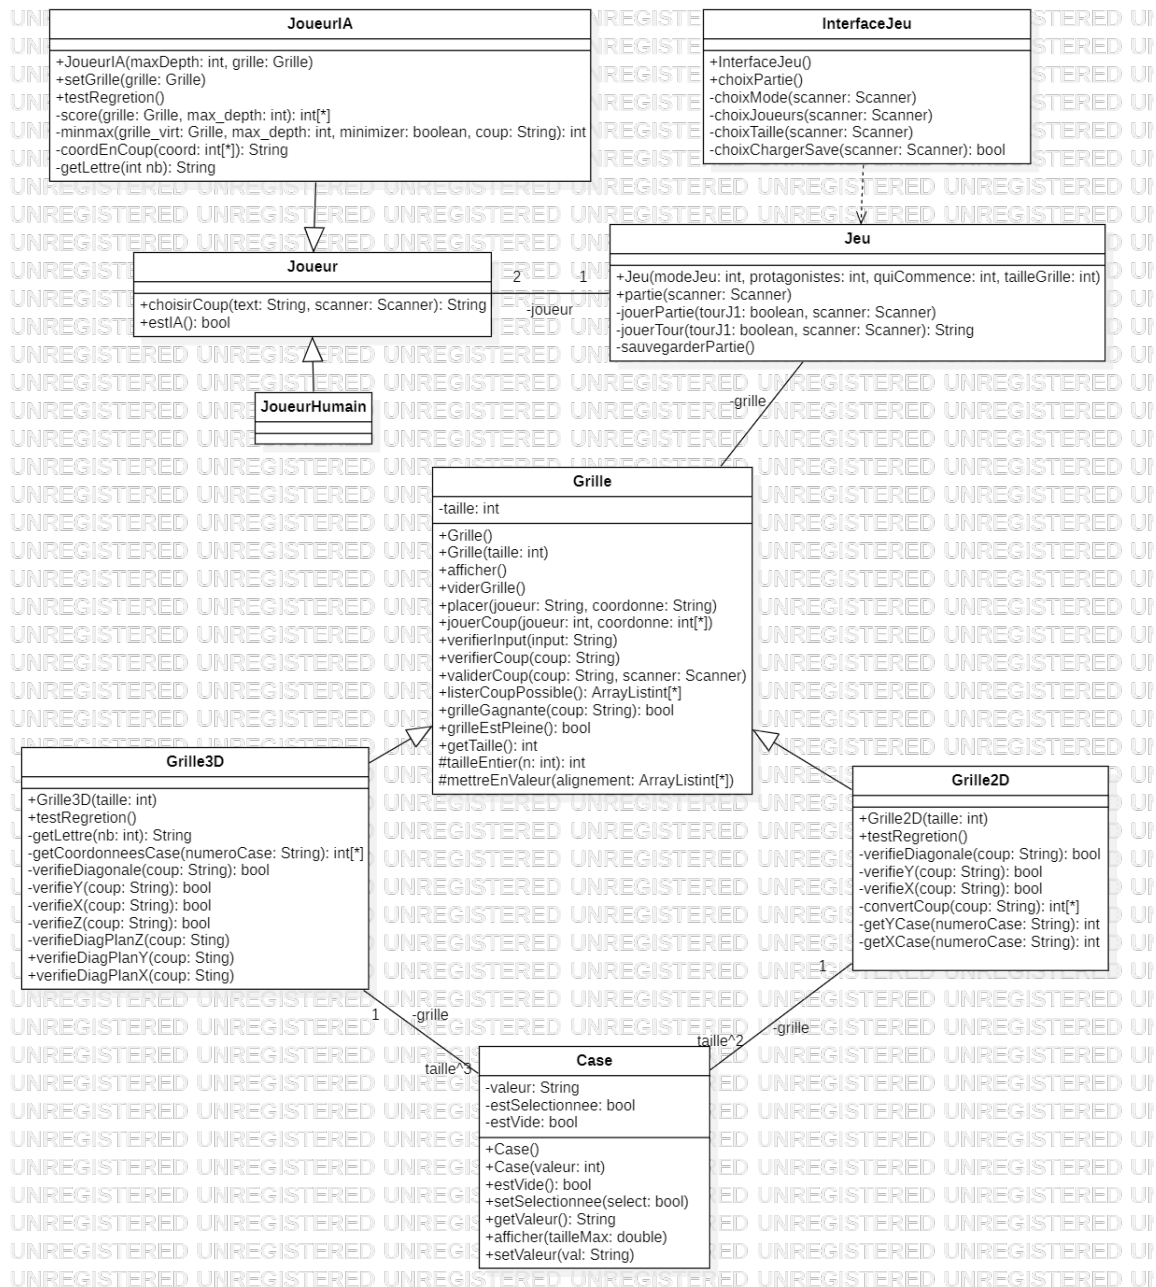 JoueurIA
+JoueurIA(maxDepth: int, grille: Grille)
+setGrille(grille: Grille)
+testRegretion()
-score(grille: Grille, max_depth: int): int[*]
-minmax(grille_virt: Grille, max_depth: int, minimizer: boolean, coup: String): int
-coordEnCoup(coord: int[*]): String
-getLettre(int nb): String
InterfaceJeu
+InterfaceJeu()
+choixPartie()
-choixMode(scanner: Scanner)
-choixJoueurs(scanner: Scanner)
-choixTaille(scanner: Scanner)
-choixChargerSave(scanner: Scanner): bool
Joueur
+choisirCoup(text: String, scanner: Scanner): String
+estIA(): bool
2
1
-joueur
Jeu
+Jeu(modeJeu: int, protagonistes: int, quiCommence: int, tailleGrille: int)
+partie(scanner: Scanner)
-jouerPartie(tourJ1: boolean, scanner: Scanner)
-jouerTour(tourJ1: boolean, scanner: Scanner): String
-sauvegarderPartie()
JoueurHumain
-grille
Grille
-taille: int
+Grille()
+Grille(taille: int)
+afficher()
+viderGrille()
+placer(joueur: String, coordonne: String)
+jouerCoup(joueur: int, coordonne: int[*])
+verifierInput(input: String)
+verifierCoup(coup: String)
+validerCoup(coup: String, scanner: Scanner)
+listerCoupPossible(): ArrayListint[*]
+grilleGagnante(coup: String): bool
+grilleEstPleine(): bool
+getTaille(): int
#tailleEntier(n: int): int
#mettreEnValeur(alignement: ArrayListint[*])
Grille3D
+Grille3D(taille: int)
+testRegretion()
-getLettre(nb: int): String
-getCoordonneesCase(numeroCase: String): int[*]
-verifieDiagonale(coup: String): bool
-verifieY(coup: String): bool
-verifieX(coup: String): bool
-verifieZ(coup: String): bool
-verifieDiagPlanZ(coup: Sting)
+verifieDiagPlanY(coup: Sting)
+verifieDiagPlanX(coup: Sting)
Grille2D
+Grille2D(taille: int)
+testRegretion()
-verifieDiagonale(coup: String): bool
-verifieY(coup: String): bool
-verifieX(coup: String): bool
-convertCoup(coup: String): int[*]
-getYCase(numeroCase: String): int
-getXCase(numeroCase: String): int
1
-grille
taille^3
1
-grille
taille^2
Case
-valeur: String
-estSelectionnee: bool
-estVide: bool
+Case()
+Case(valeur: int)
+estVide(): bool
+setSelectionnee(select: bool)
+getValeur(): String
+afficher(tailleMax: double)
+setValeur(val: String)